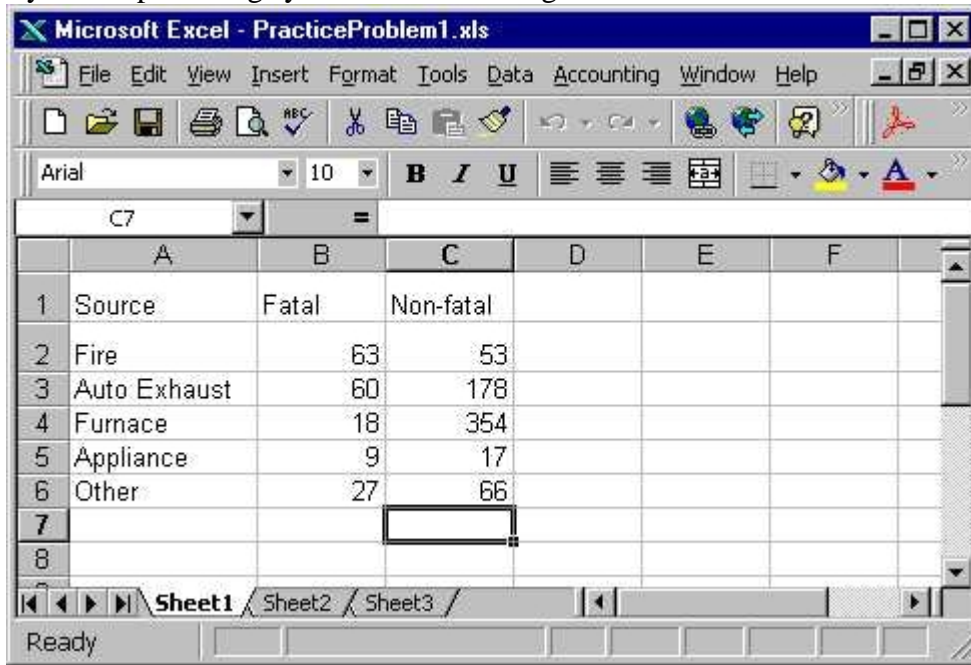 Microsoft Excel - PracticeProblem1.xls
File Edit View Insert Format Tools Data Accounting Window Help
ABC
Arial 10 B I U a A
C7 =
A B C D E F
1 Source Fatal Non-fatal
2 Fire 63 53
3 Auto Exhaust 60 178
4 Furnace 18 354
5 Appliance 9 17
6 Other 27 66
7
8
Sheet1 Sheet2 Sheet3
Ready